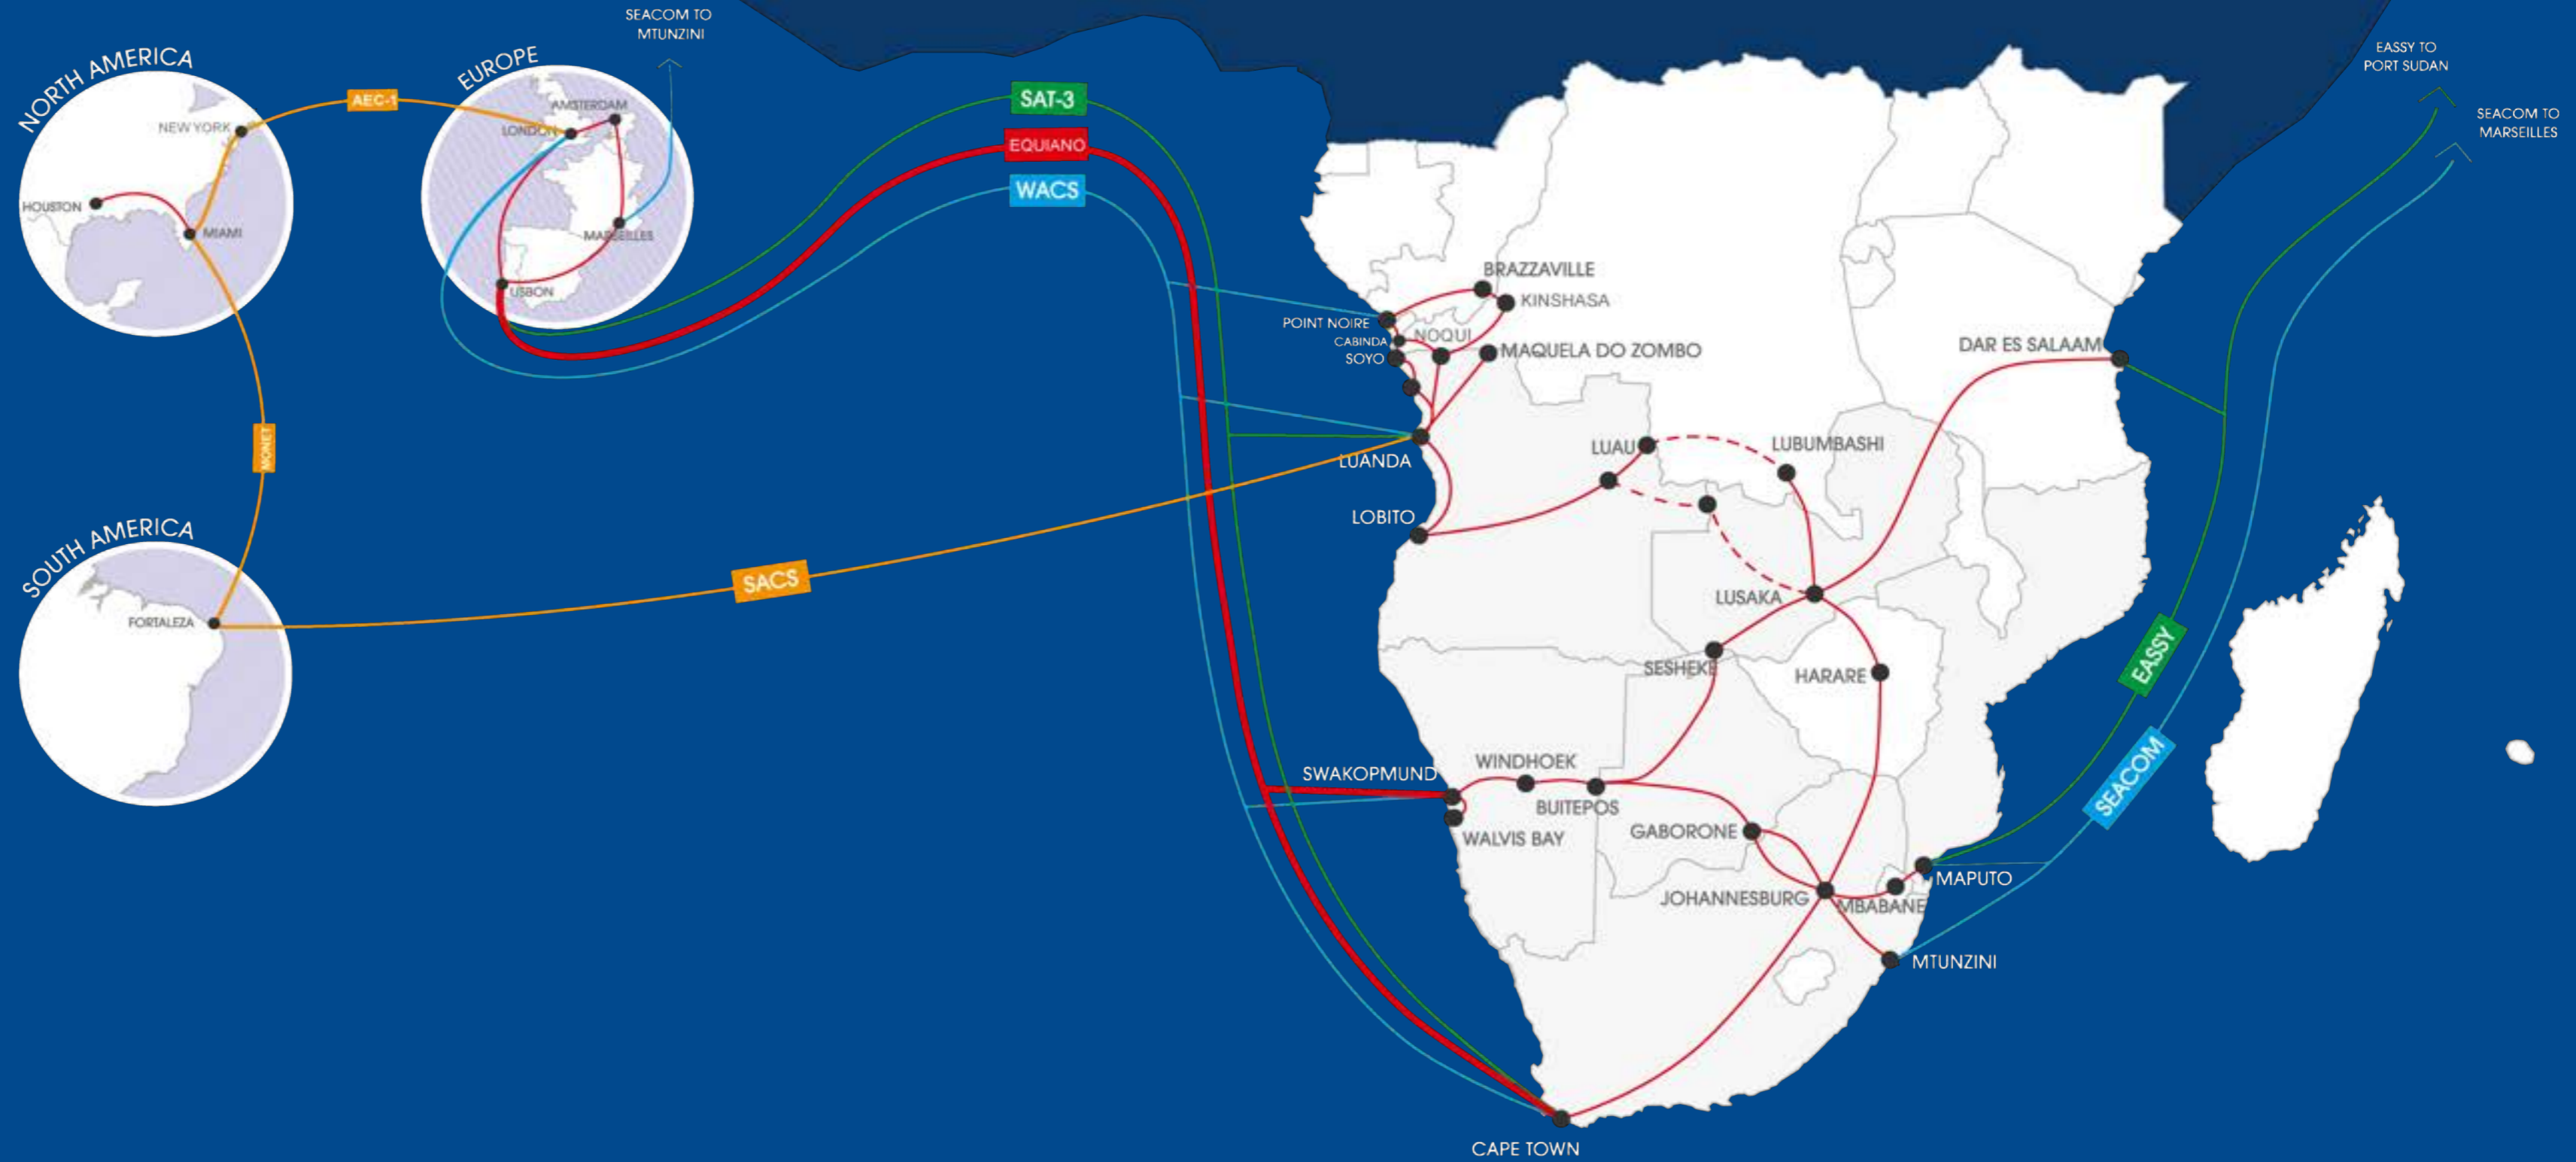 SEACOM TO
MTUNZINI
NORTH AMERICA
EUROPE
EASSY TO
PORT SUDAN
SEACOM TO
MARSEILLES
AEC-1
SAT-3
AMSTERDAM
NEW YORK
LONDON
EQUIANO
WACS
HOUSTON
MIAMI
MARSEILLES
LISBON
BRAZZAVILLE
KINSHASA
POINT NOIRE
CABINDA
NOQUI
SOYO
MAQUELA DO ZOMBO
DAR ES SALAAM
MONET
LUANDA
LUAU
LUBUMBASHI
LOBITO
SOUTH AMERICA
SACS
FORTALEZA
LUSAKA
SESHEKE
HARARE
EASSY
SEACOM
SWAKOPMUND
WINDHOEK
BUITEPOS
WALVIS BAY
GABORONE
JOHANNESBURG
MBABANE
MAPUTO
MTUNZINI
CAPE TOWN